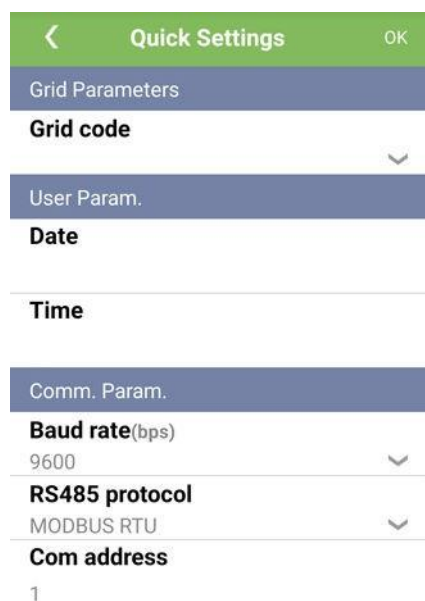 Quick Settings OK
Grid Parameters
Grid code
User Param.
Date
Time
Comm. Param.
Baud rate(bps)
9600
RS485 protocol
MODBUS RTU
Com address
1